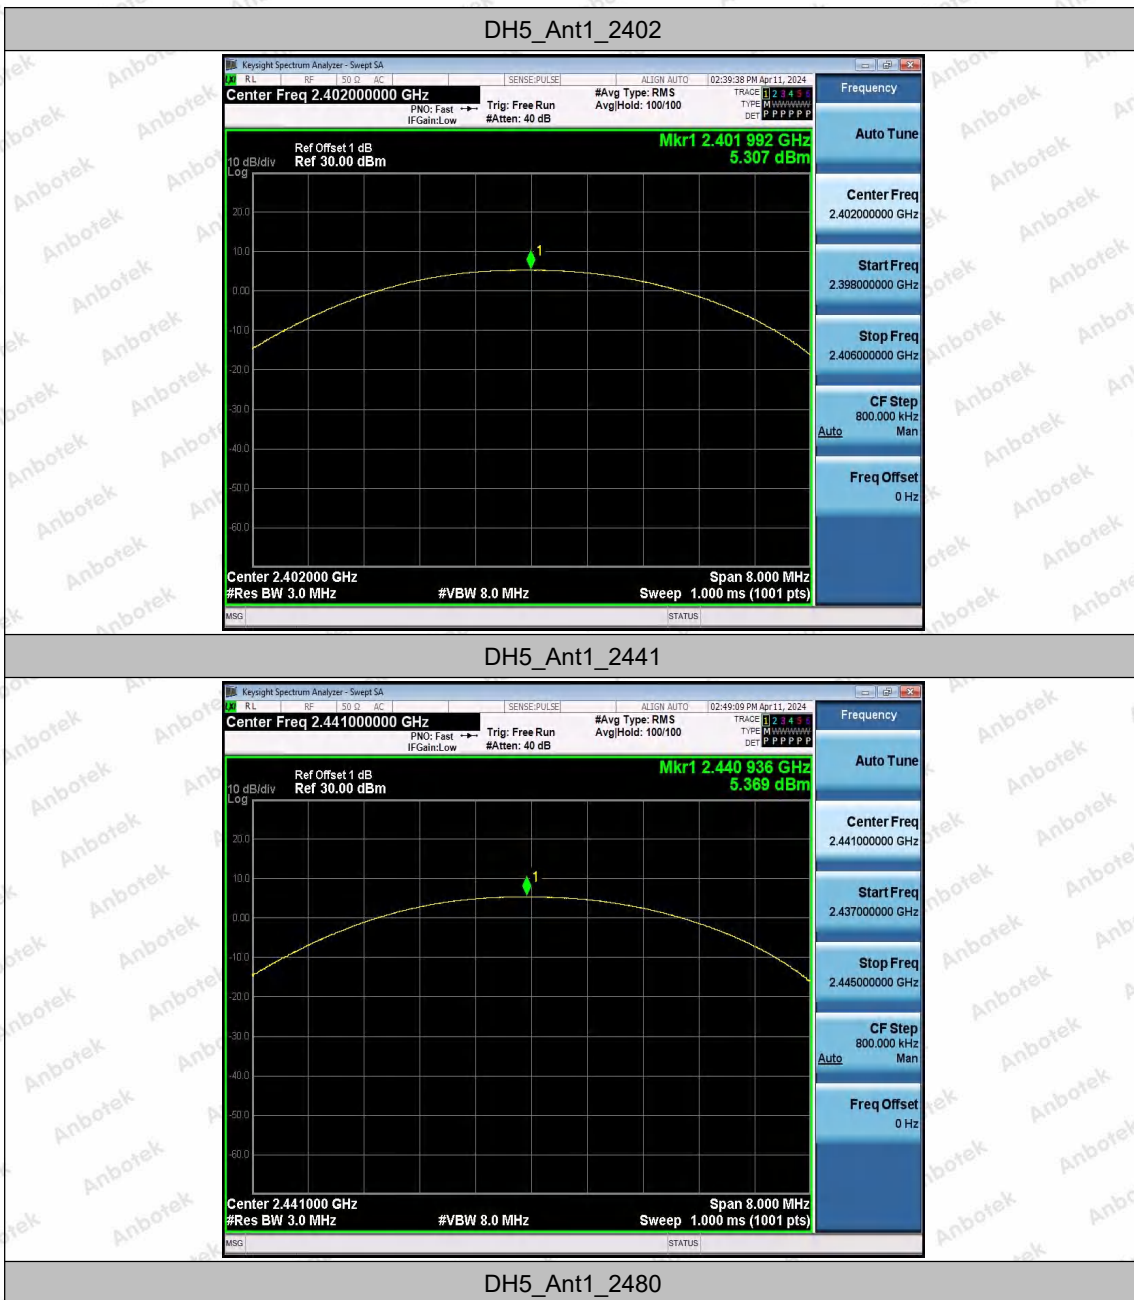 DH5_Ant1_2402
Keysight Spectrum Analyzer - Swept SA
LXI RL RF 50 Ω AC SENSE:PULSE ALIGN AUTO 02:39:38 PM Apr 11, 2024
Center Freq 2.402000000 GHz
PNO: Fast
IFGain:Low
Trig: Free Run
#Atten: 40 dB
#Avg Type: RMS
Avg|Hold: 100/100
TRACE 1 2 3 4 5 6
TYPE M WWWWW
DET P P P P P P
Frequency
Mkr1 2.401 992 GHz
5.307 dBm
Ref Offset 1 dB
10 dB/div Ref 30.00 dBm
Log
20.0
10.0
0.00
-10.0
-20.0
-30.0
-40.0
-50.0
-60.0
1
Center 2.402000 GHz Span 8.000 MHz
#Res BW 3.0 MHz #VBW 8.0 MHz Sweep 1.000 ms (1001 pts)
MSG STATUS
Auto Tune
Center Freq
2.402000000 GHz
Start Freq
2.398000000 GHz
Stop Freq
2.406000000 GHz
CF Step
800.000 kHz
Auto Man
Freq Offset
0 Hz
DH5_Ant1_2441
Keysight Spectrum Analyzer - Swept SA
LXI RL RF 50 Ω AC SENSE:PULSE ALIGN AUTO 02:49:09 PM Apr 11, 2024
Center Freq 2.441000000 GHz
PNO: Fast
IFGain:Low
Trig: Free Run
#Atten: 40 dB
#Avg Type: RMS
Avg|Hold: 100/100
TRACE 1 2 3 4 5 6
TYPE M WWWWW
DET P P P P P P
Frequency
Mkr1 2.440 936 GHz
5.369 dBm
Ref Offset 1 dB
10 dB/div Ref 30.00 dBm
Log
20.0
10.0
0.00
-10.0
-20.0
-30.0
-40.0
-50.0
-60.0
1
Center 2.441000 GHz Span 8.000 MHz
#Res BW 3.0 MHz #VBW 8.0 MHz Sweep 1.000 ms (1001 pts)
MSG STATUS
Auto Tune
Center Freq
2.441000000 GHz
Start Freq
2.437000000 GHz
Stop Freq
2.445000000 GHz
CF Step
800.000 kHz
Auto Man
Freq Offset
0 Hz
DH5_Ant1_2480
Anbotek